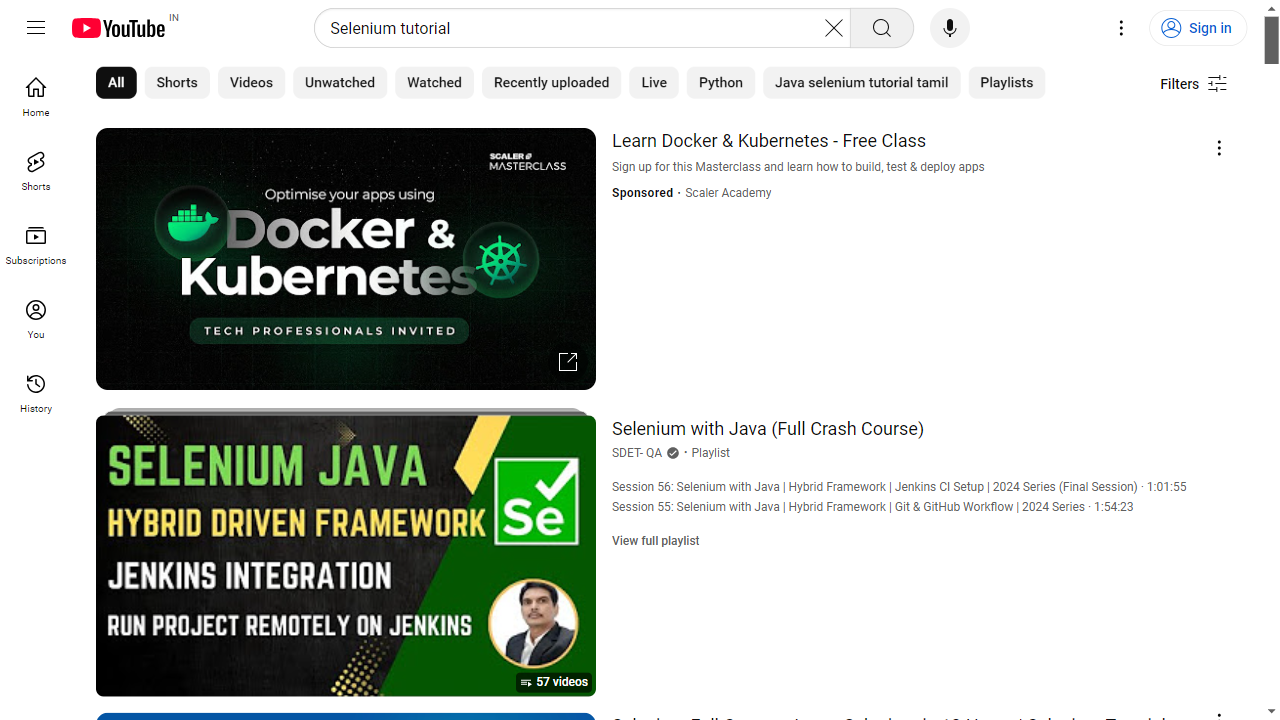 YouTube IN
Selenium tutorial
Sign in
Home
Shorts
Subscriptions
You
History
All
Shorts
Videos
Unwatched
Watched
Recently uploaded
Live
Python
Java selenium tutorial tamil
Playlists
Filters
SCALER
MASTERCLASS
Optimise your apps using
Docker &
Kubernetes
TECH PROFESSIONALS INVITED
Learn Docker & Kubernetes - Free Class
Sign up for this Masterclass and learn how to build, test & deploy apps
Sponsored · Scaler Academy
SELENIUM JAVA
HYBRID DRIVEN FRAMEWORK
JENKINS INTEGRATION
RUN PROJECT REMOTELY ON JENKINS
Se
57 videos
Selenium with Java (Full Crash Course)
SDET- QA · Playlist
Session 56: Selenium with Java | Hybrid Framework | Jenkins CI Setup | 2024 Series (Final Session) · 1:01:55
Session 55: Selenium with Java | Hybrid Framework | Git & GitHub Workflow | 2024 Series · 1:54:23
View full playlist